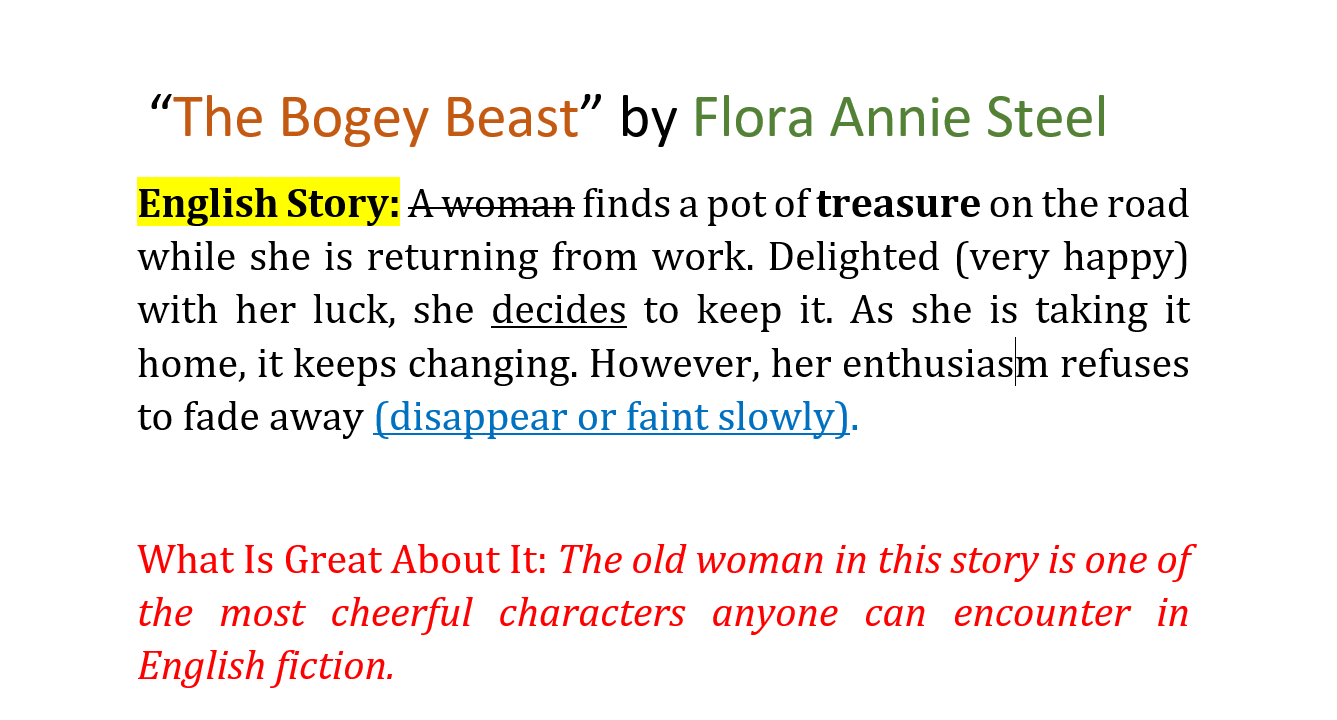 “The Bogey Beast” by Flora Annie Steel
English Story: A woman finds a pot of treasure on the road
while she is returning from work. Delighted (very happy)
with her luck, she decides to keep it. As she is taking it
home, it keeps changing. However, her enthusiasm refuses
to fade away (disappear or faint slowly).
What Is Great About It: The old woman in this story is one of
the most cheerful characters anyone can encounter in
English fiction.